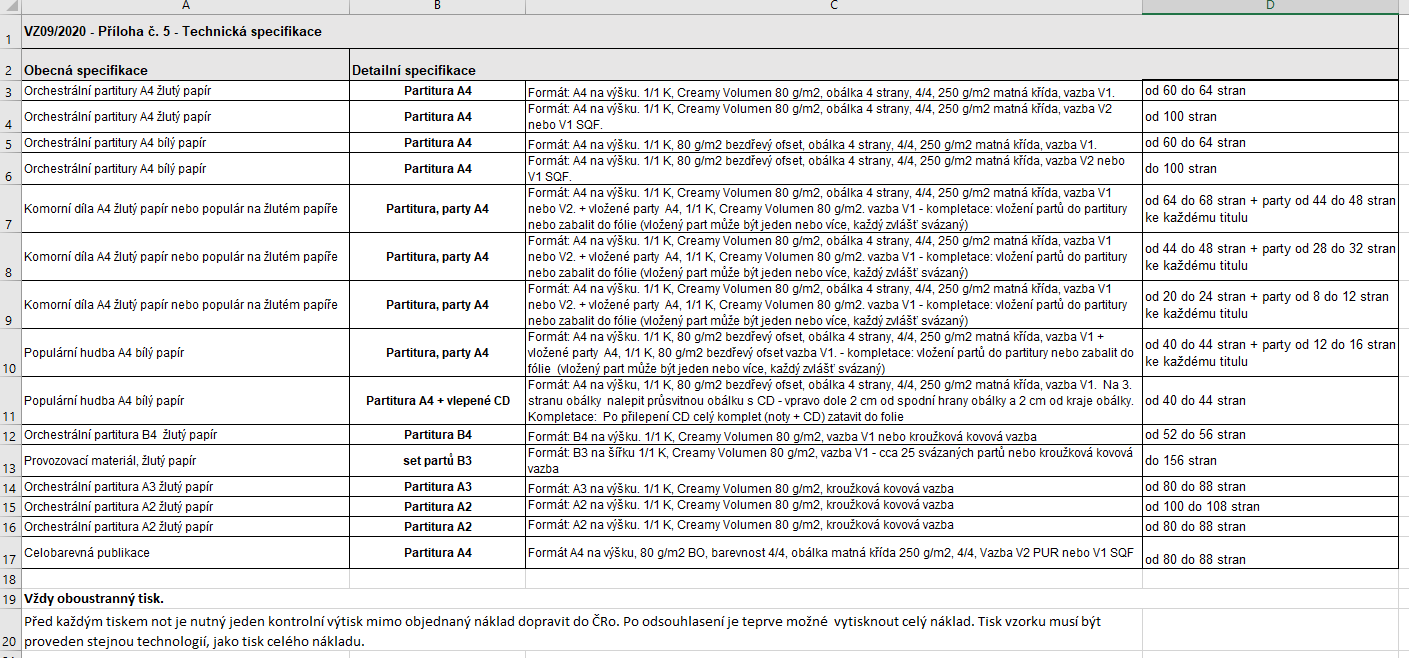 A B C D
1 VZ09/2020 - Příloha č. 5 - Technická specifikace
2 Obecná specifikace Detailní specifikace
3 Orchestrální partitury A4 žlutý papír Partitura A4 Formát: A4 na výšku. 1/1 K, Creamy Volumen 80 g/m2, obálka 4 strany, 4/4, 250 g/m2 matná křída, vazba V1. od 60 do 64 stran
4 Orchestrální partitury A4 žlutý papír Partitura A4 Formát: A4 na výšku. 1/1 K, Creamy Volumen 80 g/m2, obálka 4 strany, 4/4, 250 g/m2 matná křída, vazba V2
nebo V1 SQF. od 100 stran
5 Orchestrální partitury A4 bílý papír Partitura A4 Formát: A4 na výšku. 1/1 K, 80 g/m2 bezdřevý ofset, obálka 4 strany, 4/4, 250 g/m2 matná křída, vazba V1. od 60 do 64 stran
6 Orchestrální partitury A4 bílý papír Partitura A4 Formát: A4 na výšku. 1/1 K, 80 g/m2 bezdřevý ofset, obálka 4 strany, 4/4, 250 g/m2 matná křída, vazba V2 nebo
V1 SQF. do 100 stran
7 Komorní díla A4 žlutý papír nebo populár na žlutém papíře Partitura, party A4 Formát: A4 na výšku. 1/1 K, Creamy Volumen 80 g/m2, obálka 4 strany, 4/4, 250 g/m2 matná křída, vazba V1
nebo V2. + vložené party  A4, 1/1 K, Creamy Volumen 80 g/m2. vazba V1 - kompletace: vložení partů do partitury
nebo zabalit do fólie (vložený part může být jeden nebo více, každý zvlášť svázaný) od 64 do 68 stran + party od 44 do 48 stran
ke každému titulu
8 Komorní díla A4 žlutý papír nebo populár na žlutém papíře Partitura, party A4 Formát: A4 na výšku. 1/1 K, Creamy Volumen 80 g/m2, obálka 4 strany, 4/4, 250 g/m2 matná křída, vazba V1
nebo V2. + vložené party  A4, 1/1 K, Creamy Volumen 80 g/m2. vazba V1 - kompletace: vložení partů do partitury
nebo zabalit do fólie (vložený part může být jeden nebo více, každý zvlášť svázaný) od 44 do 48 stran + party od 28 do 32 stran
ke každému titulu
9 Komorní díla A4 žlutý papír nebo populár na žlutém papíře Partitura, party A4 Formát: A4 na výšku. 1/1 K, Creamy Volumen 80 g/m2, obálka 4 strany, 4/4, 250 g/m2 matná křída, vazba V1
nebo V2. + vložené party  A4, 1/1 K, Creamy Volumen 80 g/m2. vazba V1 - kompletace: vložení partů do partitury
nebo zabalit do fólie (vložený part může být jeden nebo více, každý zvlášť svázaný) od 20 do 24 stran + party od 8 do 12 stran
ke každému titulu
10 Populární hudba A4 bílý papír Partitura, party A4 Formát: A4 na výšku. 1/1 K, 80 g/m2 bezdřevý ofset, obálka 4 strany, 4/4, 250 g/m2 matná křída, vazba V1 +
vložené party  A4, 1/1 K, 80 g/m2 bezdřevý ofset vazba V1. - kompletace: vložení partů do partitury nebo zabalit do
fólie  (vložený part může být jeden nebo více, každý zvlášť svázaný) od 40 do 44 stran + party od 12 do 16 stran
ke každému titulu
11 Populární hudba A4 bílý papír Partitura A4 + vlepené CD Formát: A4 na výšku, 1/1 K, 80 g/m2 bezdřevý ofset, obálka 4 strany, 4/4, 250 g/m2 matná křída, vazba V1.  Na 3.
stranu obálky  nalepit průsvitnou obálku s CD - vpravo dole 2 cm od spodní hrany obálky a 2 cm od kraje obálky.
Kompletace:  Po přilepení CD celý komplet (noty + CD) zatavit do folie od 40 do 44 stran
12 Orchestrální partitura B4  žlutý papír Partitura B4 Formát: B4 na výšku. 1/1 K, Creamy Volumen 80 g/m2, vazba V1 nebo kroužková kovová vazba od 52 do 56 stran
13 Provozovací materiál, žlutý papír set partů B3 Formát: B3 na šířku 1/1 K, Creamy Volumen 80 g/m2, vazba V1 - cca 25 svázaných partů nebo kroužková kovová
vazba do 156 stran
14 Orchestrální partitura A3 žlutý papír Partitura A3 Formát: A3 na výšku. 1/1 K, Creamy Volumen 80 g/m2, kroužková kovová vazba od 80 do 88 stran
15 Orchestrální partitura A2 žlutý papír Partitura A2 Formát: A2 na výšku. 1/1 K, Creamy Volumen 80 g/m2, kroužková kovová vazba od 100 do 108 stran
16 Orchestrální partitura A2 žlutý papír Partitura A2 Formát: A2 na výšku. 1/1 K, Creamy Volumen 80 g/m2, kroužková kovová vazba od 80 do 88 stran
17 Celobarevná publikace Partitura A4 Formát A4 na výšku, 80 g/m2 BO, barevnost 4/4, obálka matná křída 250 g/m2, 4/4, Vazba V2 PUR nebo V1 SQF od 80 do 88 stran
18
19 Vždy oboustranný tisk.
20 Před každým tiskem not je nutný jeden kontrolní výtisk mimo objednaný náklad dopravit do ČRo. Po odsouhlasení je teprve možné  vytisknout celý náklad. Tisk vzorku musí být
proveden stejnou technologií, jako tisk celého nákladu.